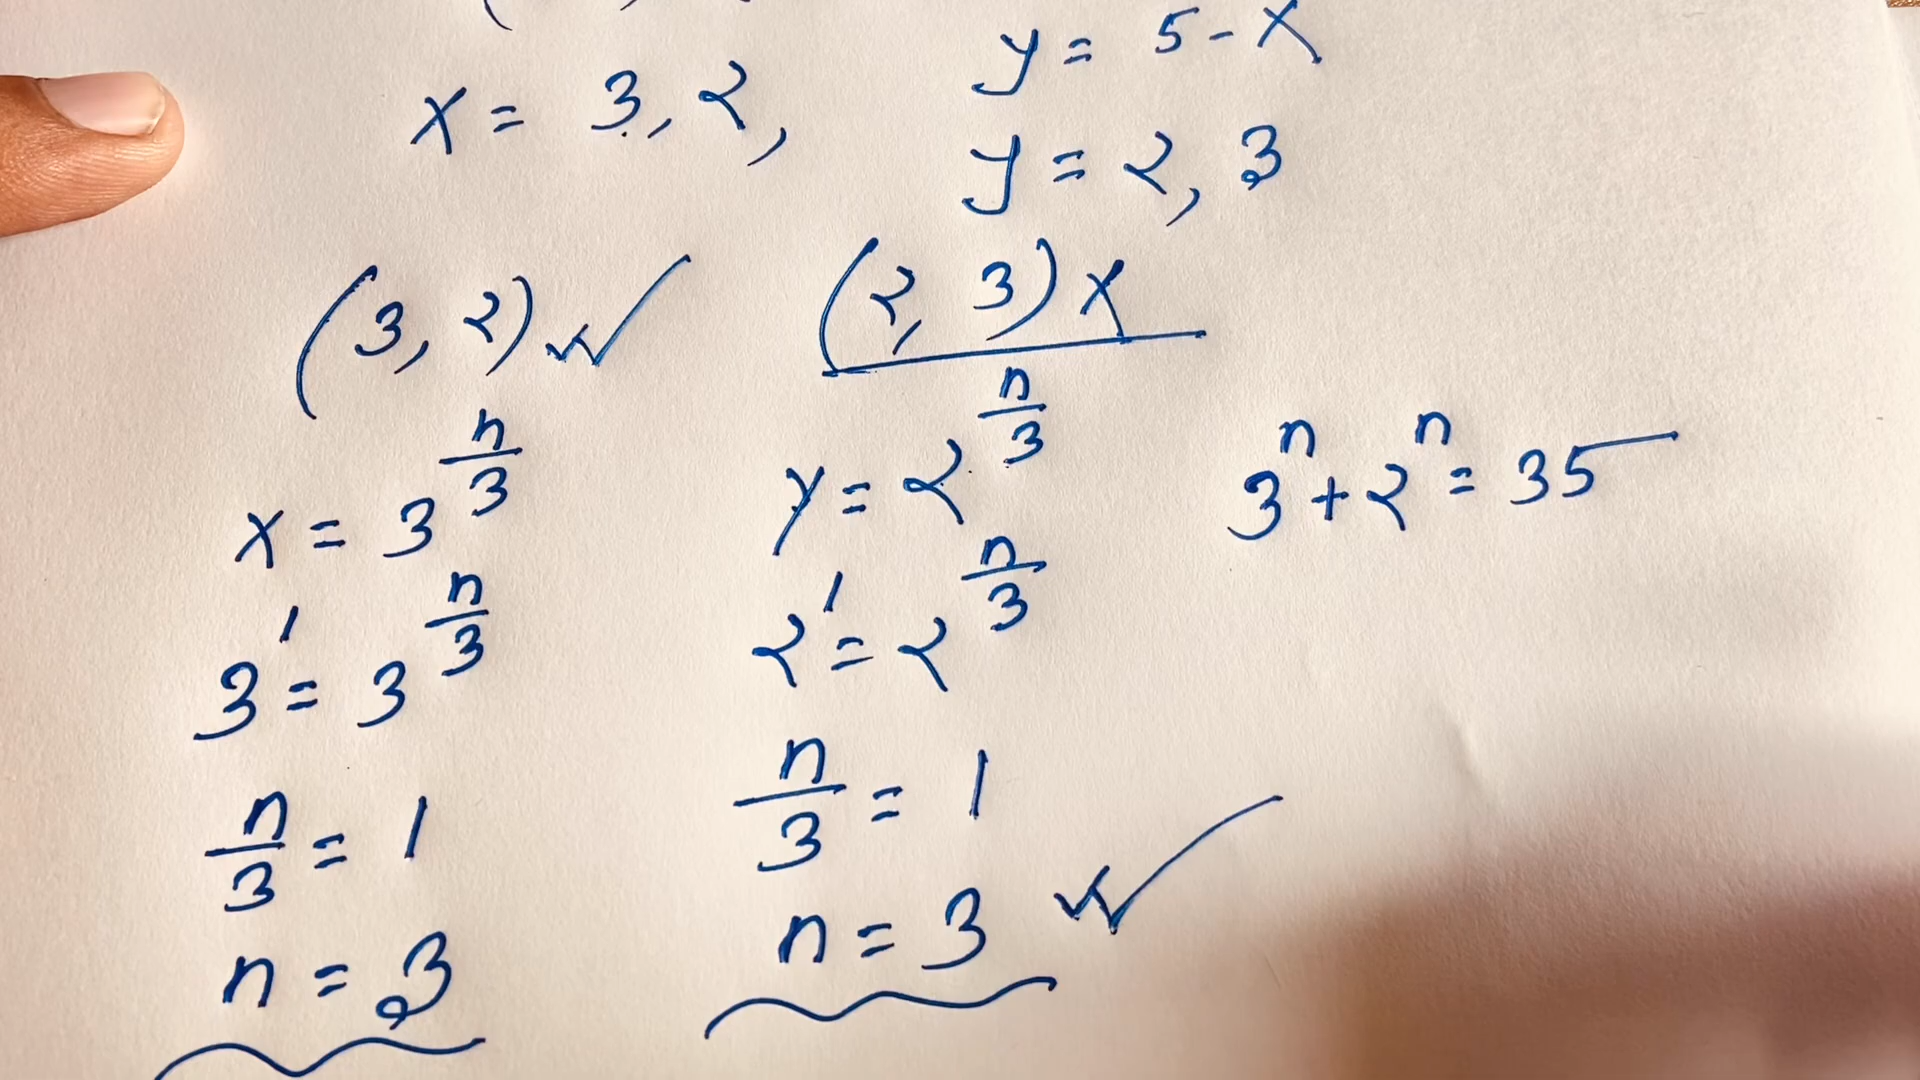 y = 5 - x
x = 3, 2,
y = 2, 3
(3, 2) ✓
(2, 3) x
x = 3^(n/3)
y = 2^(n/3)
3^n + 2^n = 35
3^1 = 3^(n/3)
2^1 = 2^(n/3)
n/3 = 1
n/3 = 1
n = 3
n = 3 ✓